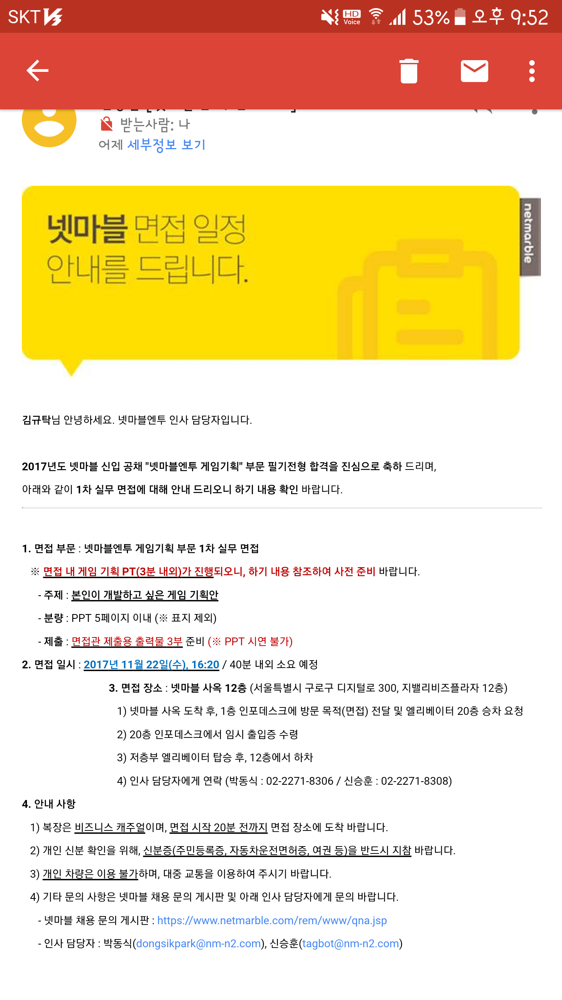 SKT
HD Voice 53% 오후 9:52
받는사람: 나
어제 세부정보 보기
넷마블 면접 일정
안내를 드립니다.
netmarble
김규탁님 안녕하세요. 넷마블엔투 인사 담당자입니다.
2017년도 넷마블 신입 공채 "넷마블엔투 게임기획" 부문 필기전형 합격을 진심으로 축하 드리며,
아래와 같이 1차 실무 면접에 대해 안내 드리오니 하기 내용 확인 바랍니다.
1. 면접 부문 : 넷마블엔투 게임기획 부문 1차 실무 면접
※ 면접 내 게임 기획 PT(3분 내외)가 진행되오니, 하기 내용 참조하여 사전 준비 바랍니다.
- 주제 : 본인이 개발하고 싶은 게임 기획안
- 분량 : PPT 5페이지 이내 (※ 표지 제외)
- 제출 : 면접관 제출용 출력물 3부 준비 (※ PPT 시연 불가)
2. 면접 일시 : 2017년 11월 22일(수), 16:20 / 40분 내외 소요 예정
3. 면접 장소 : 넷마블 사옥 12층 (서울특별시 구로구 디지털로 300, 지밸리비즈플라자 12층)
1) 넷마블 사옥 도착 후, 1층 인포데스크에 방문 목적(면접) 전달 및 엘리베이터 20층 승차 요청
2) 20층 인포데스크에서 임시 출입증 수령
3) 저층부 엘리베이터 탑승 후, 12층에서 하차
4) 인사 담당자에게 연락 (박동식 : 02-2271-8306 / 신승훈 : 02-2271-8308)
4. 안내 사항
1) 복장은 비즈니스 캐주얼이며, 면접 시작 20분 전까지 면접 장소에 도착 바랍니다.
2) 개인 신분 확인을 위해, 신분증(주민등록증, 자동차운전면허증, 여권 등)을 반드시 지참 바랍니다.
3) 개인 차량은 이용 불가하며, 대중 교통을 이용하여 주시기 바랍니다.
4) 기타 문의 사항은 넷마블 채용 문의 게시판 및 아래 인사 담당자에게 문의 바랍니다.
- 넷마블 채용 문의 게시판 : https://www.netmarble.com/rem/www/qna.jsp
- 인사 담당자 : 박동식(dongsikpark@nm-n2.com), 신승훈(tagbot@nm-n2.com)